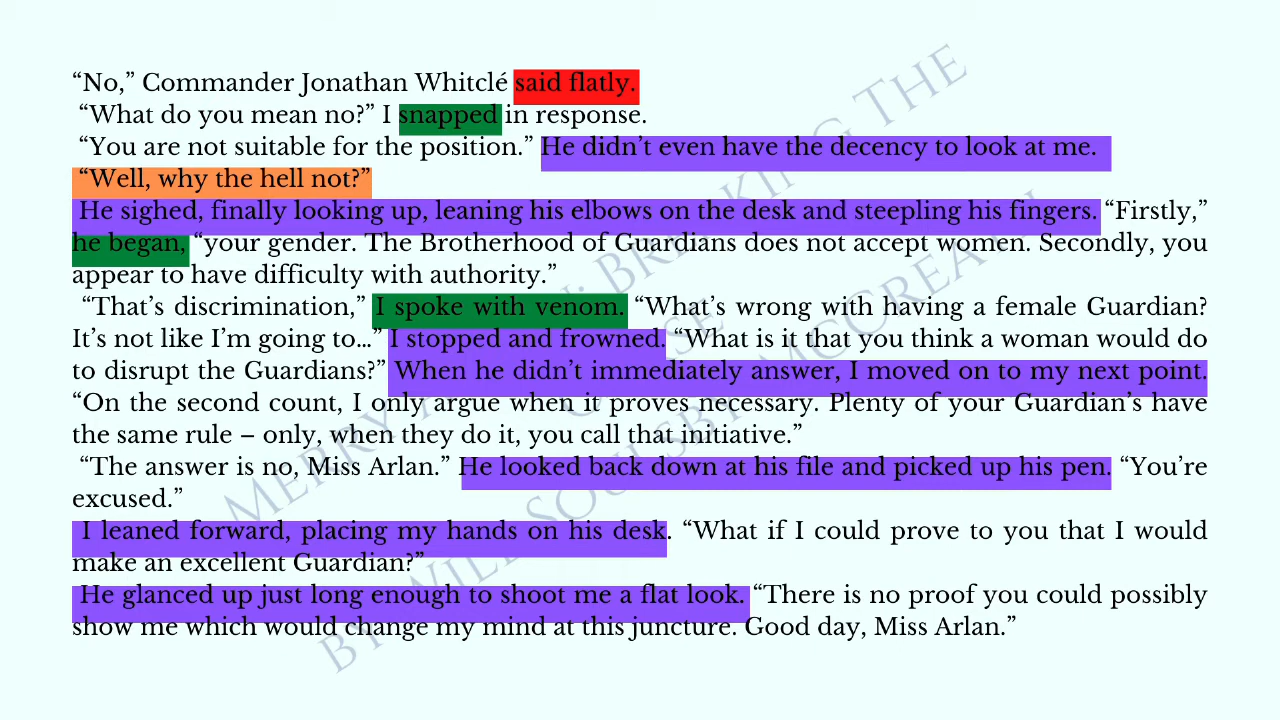 “No,” Commander Jonathan Whitclé said flatly.
“What do you mean no?” I snapped in response.
“You are not suitable for the position.” He didn’t even have the decency to look at me.
“Well, why the hell not?”
He sighed, finally looking up, leaning his elbows on the desk and steepling his fingers. “Firstly,”
he began, “your gender. The Brotherhood of Guardians does not accept women. Secondly, you
appear to have difficulty with authority.”
“That’s discrimination,” I spoke with venom. “What’s wrong with having a female Guardian?
It’s not like I’m going to…” I stopped and frowned. “What is it that you think a woman would do
to disrupt the Guardians?” When he didn’t immediately answer, I moved on to my next point.
“On the second count, I only argue when it proves necessary. Plenty of your Guardian’s have
the same rule – only, when they do it, you call that initiative.”
“The answer is no, Miss Arlan.” He looked back down at his file and picked up his pen. “You’re
excused.”
I leaned forward, placing my hands on his desk. “What if I could prove to you that I would
make an excellent Guardian?”
He glanced up just long enough to shoot me a flat look. “There is no proof you could possibly
show me which would change my mind at this juncture. Good day, Miss Arlan.”